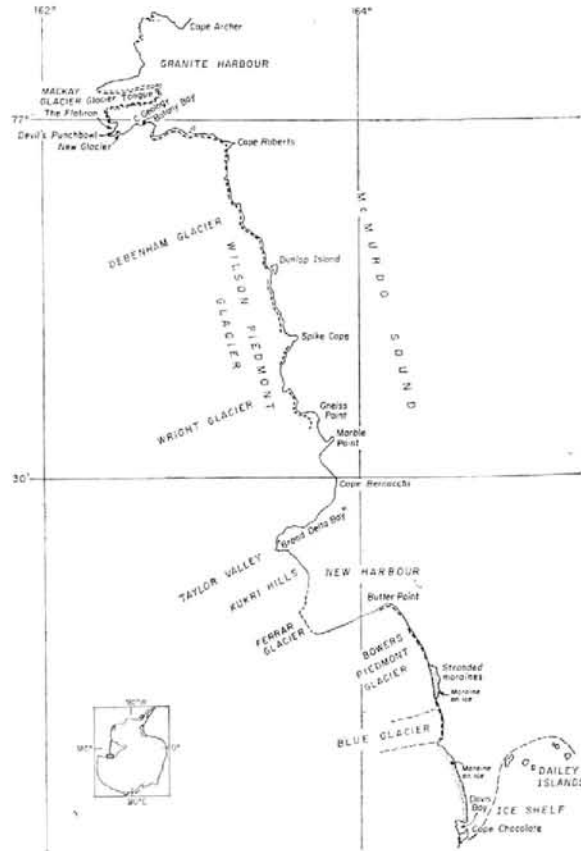 162°
164°
Cape Archer
GRANITE HARBOUR
MACKAY
GLACIER Glacier Tongue
The Flatiron
C. Geology
Botany Bay
77°
Devil's Punchbowl
New Glacier
Cape Roberts
DEBENHAM GLACIER
WILSON PIEDMONT
GLACIER
McMURDO SOUND
Dunlop Island
Spike Cape
WRIGHT GLACIER
Gneiss
Point
Marble
Point
30'
Cape Bernacchi
"Broad Delta Bay"
TAYLOR VALLEY
NEW HARBOUR
KUKRI HILLS
Butter Point
FERRAR
GLACIER
BOWERS
PIEDMONT
GLACIER
Stranded
moraines
Moraine
on ice
BLUE GLACIER
Moraine
on ice
DAILEY
ISLANDS
Davis
Bay
ICE SHELF
Cape Chocolate